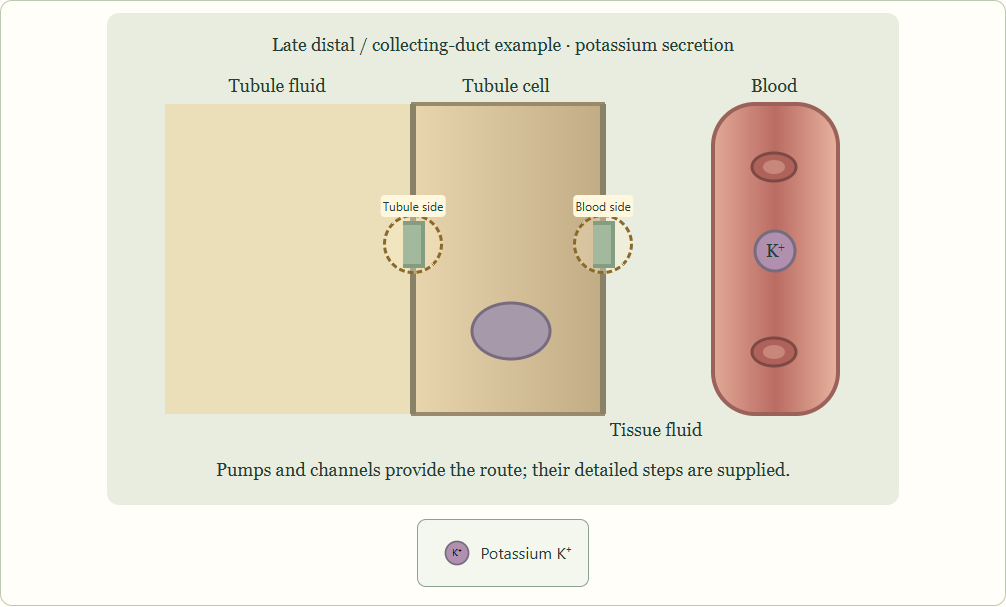 Late distal / collecting-duct example · potassium secretion
Tubule fluid
Tubule cell
Blood
Tubule side
Blood side
K⁺
Tissue fluid
Pumps and channels provide the route; their detailed steps are supplied.
K⁺
Potassium K⁺